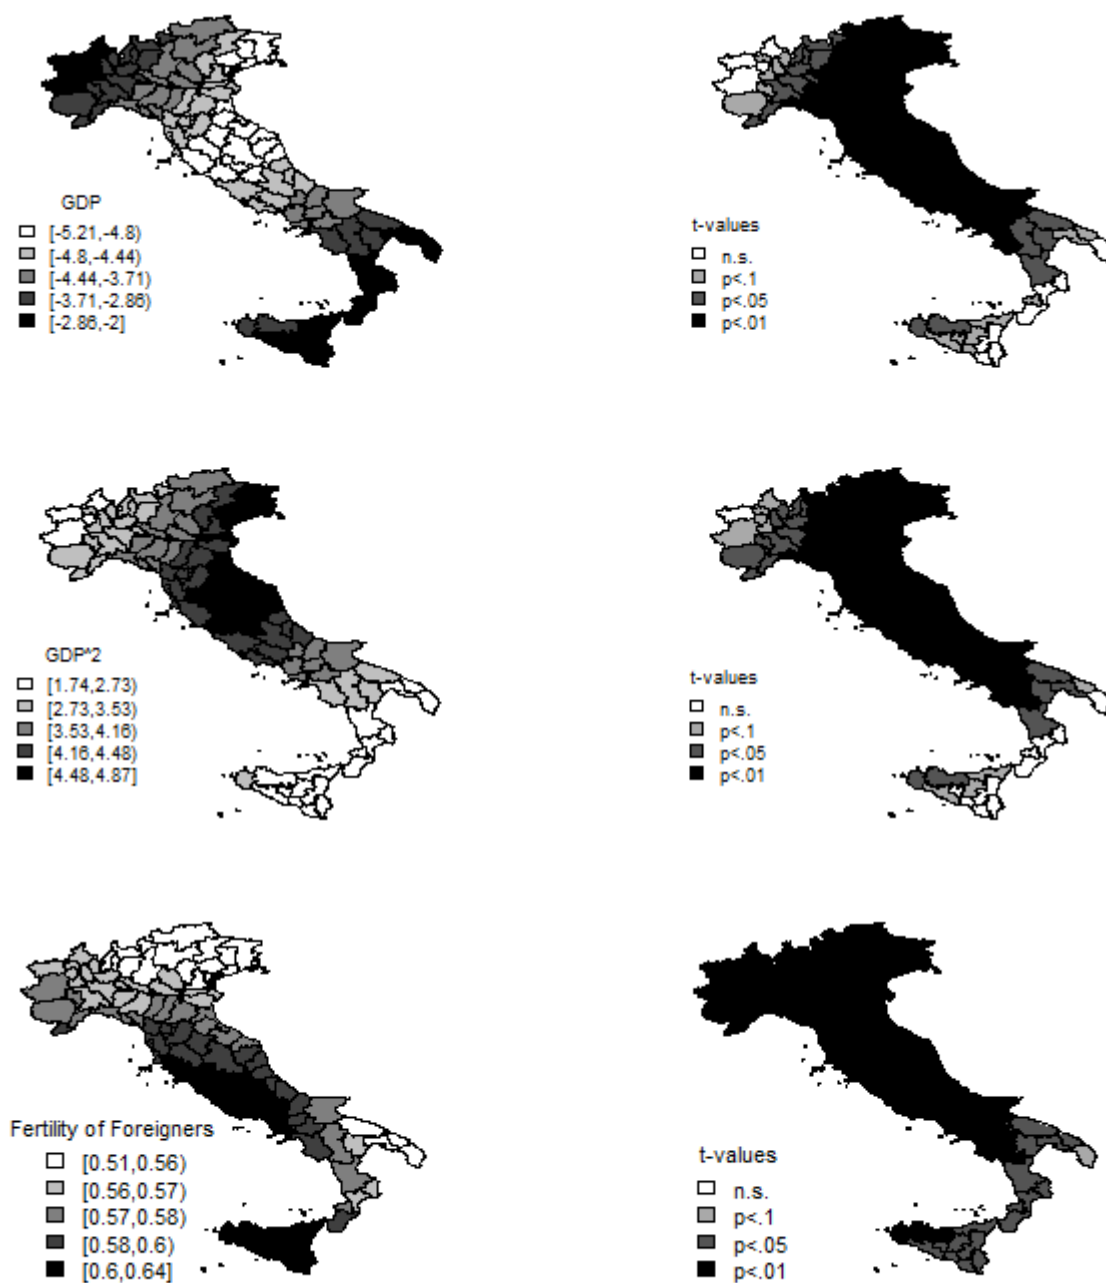 GDP
[-5.21,-4.8)
[-4.8,-4.44)
[-4.44,-3.71)
[-3.71,-2.86)
[-2.86,-2]
t-values
n.s.
p<.1
p<.05
p<.01
GDP^2
[1.74,2.73)
[2.73,3.53)
[3.53,4.16)
[4.16,4.48)
[4.48,4.87]
t-values
n.s.
p<.1
p<.05
p<.01
Fertility of Foreigners
[0.51,0.56)
[0.56,0.57)
[0.57,0.58)
[0.58,0.6)
[0.6,0.64]
t-values
n.s.
p<.1
p<.05
p<.01